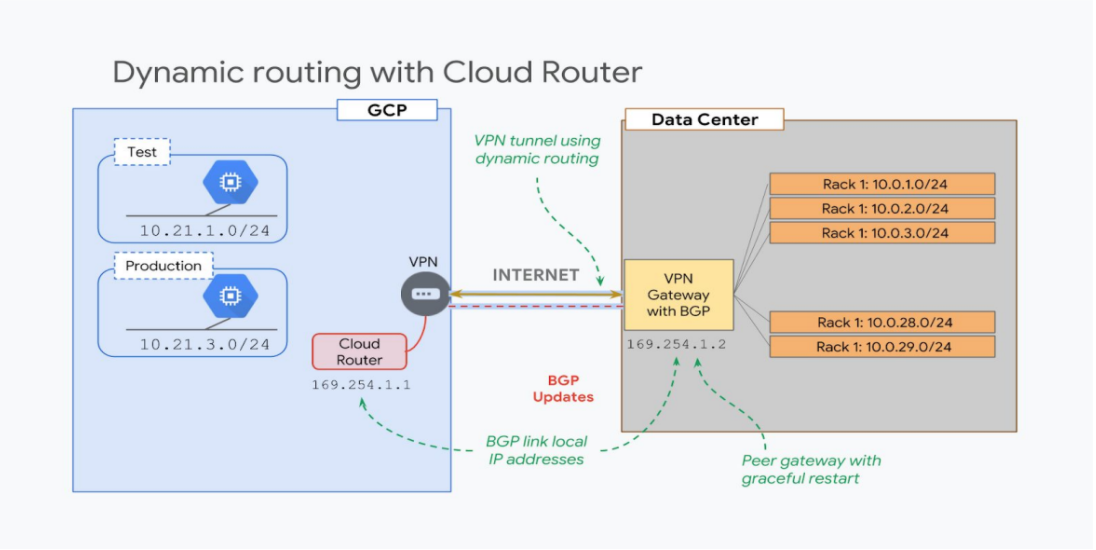 Dynamic routing with Cloud Router
GCP
Test
10.21.1.0/24
Production
10.21.3.0/24
VPN
Cloud
Router
169.254.1.1
VPN tunnel using
dynamic routing
INTERNET
BGP
Updates
BGP link local
IP addresses
Data Center
VPN
Gateway
with BGP
169.254.1.2
Rack 1: 10.0.1.0/24
Rack 1: 10.0.2.0/24
Rack 1: 10.0.3.0/24
Rack 1: 10.0.28.0/24
Rack 1: 10.0.29.0/24
Peer gateway with
graceful restart